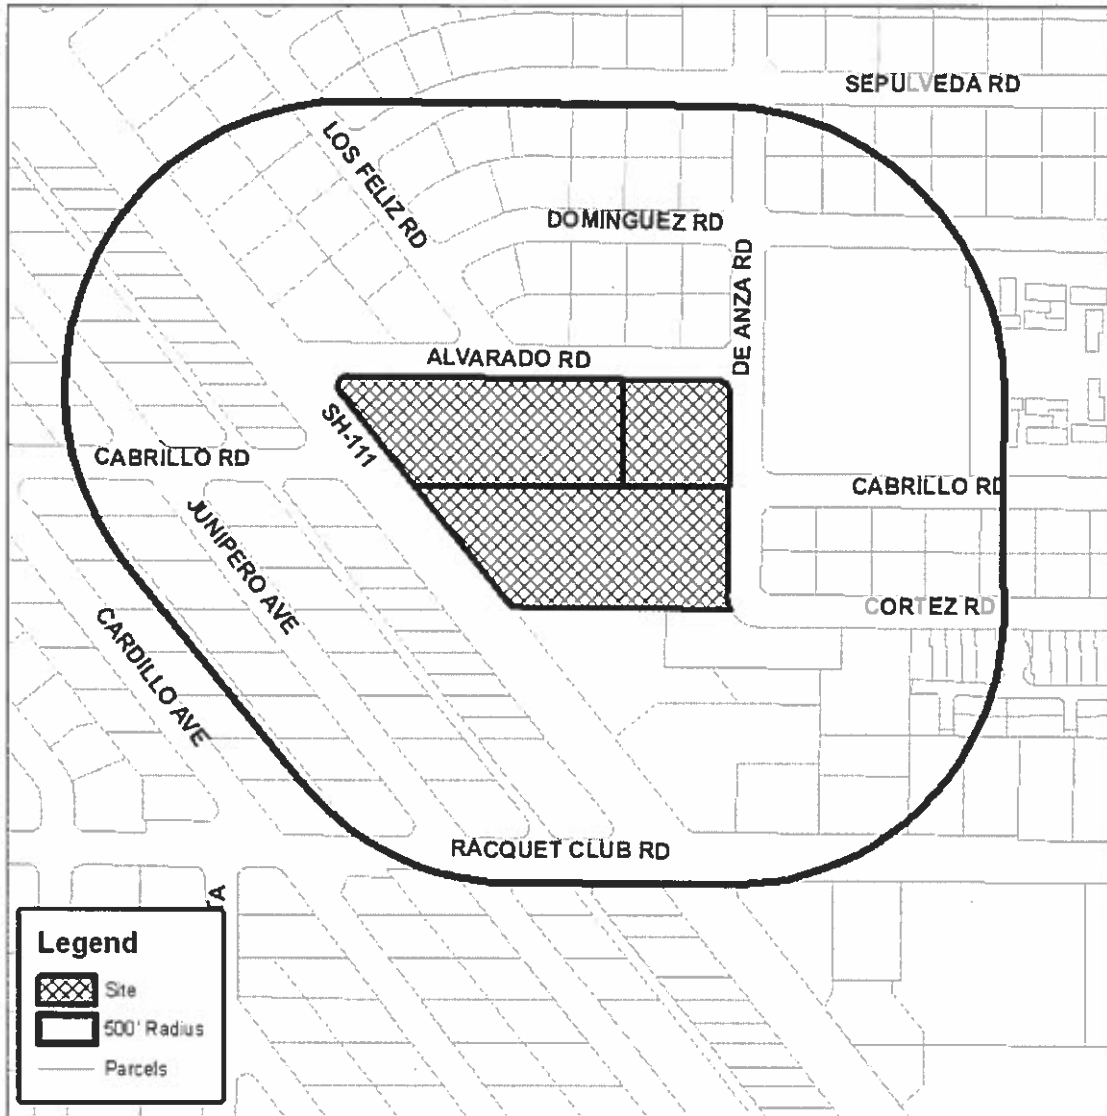 SEPULVEDA RD
LOS FELIZ RD
DOMINGUEZ RD
DE ANZA RD
ALVARADO RD
SH-111
CABRILLO RD
CABRILLO RD
JUNIPERO AVE
CORTEZ RD
CARDILLO AVE
RACQUET CLUB RD
Legend
Site
500' Radius
Parcels